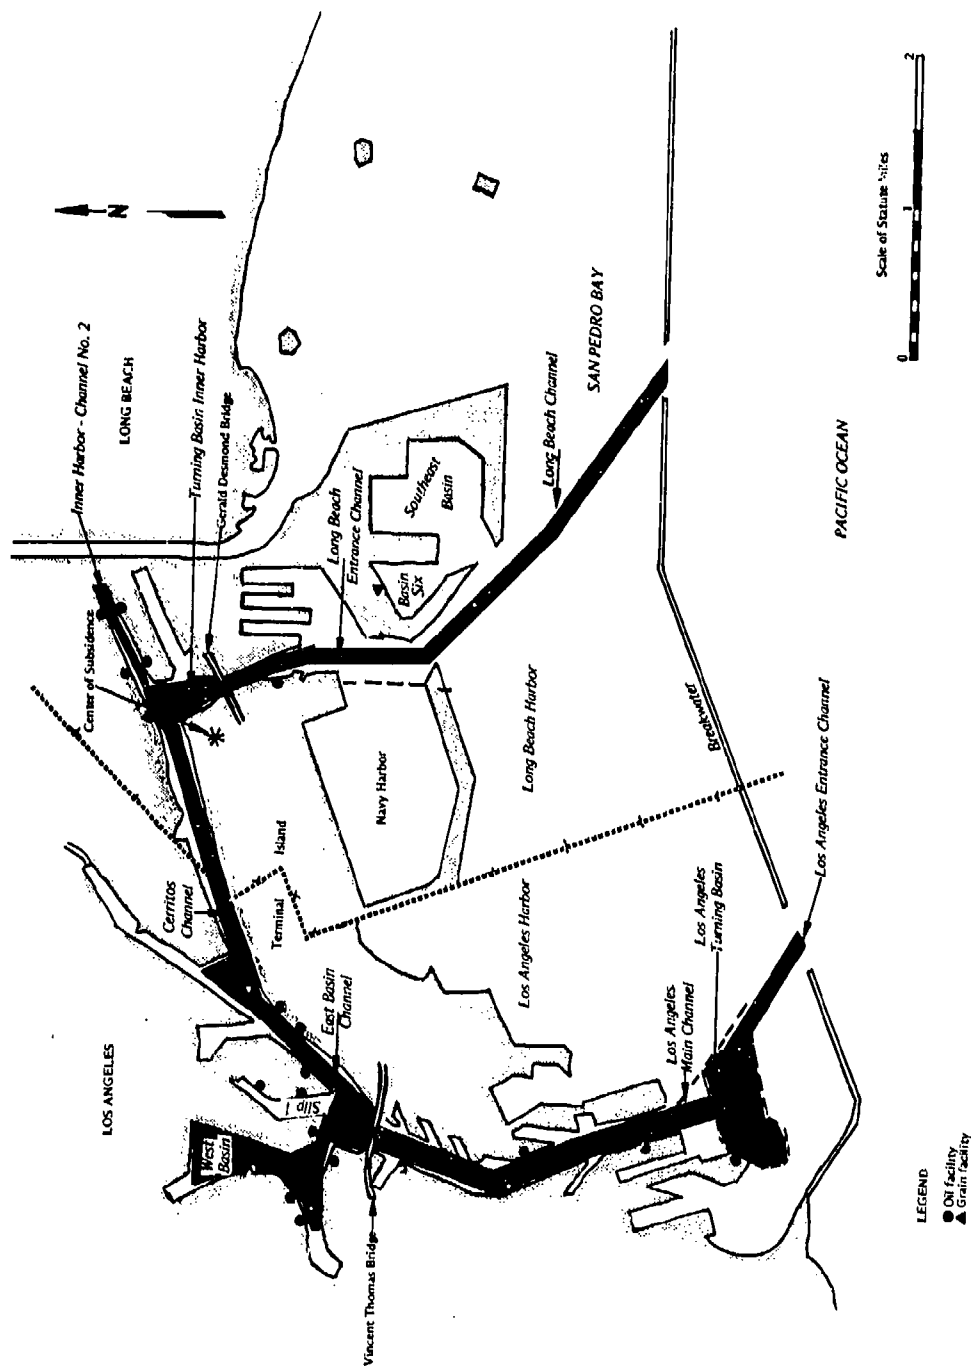 N
Inner Harbor - Channel No. 2
LONG BEACH
Turning Basin Inner Harbor
Gerald Desmond Bridge
Center of Subsidence
Long Beach
Entrance Channel
Southeast
Basin
Basin
Six
Long Beach Channel
SAN PEDRO BAY
Cerritos
Channel
Terminal
Island
Navy Harbor
Long Beach Harbor
Los Angeles Harbor
Breakwater
PACIFIC OCEAN
LOS ANGELES
East Basin
Channel
Slip 1
West
Basin
Vincent Thomas Bridge
Los Angeles
Main Channel
Los Angeles
Turning Basin
Los Angeles Entrance Channel
0
1
2
Scale of Statute Miles
LEGEND
Oil facility
Grain facility